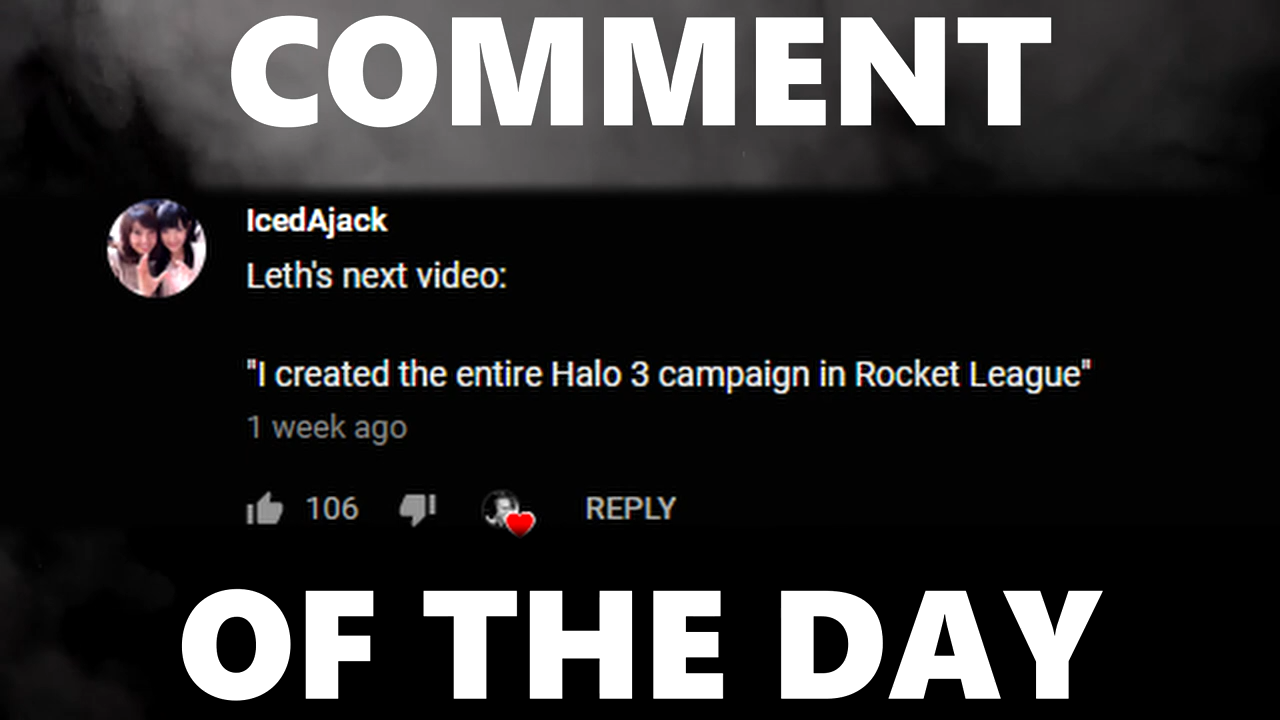 COMMENT
IcedAjack
Leth's next video:
"I created the entire Halo 3 campaign in Rocket League"
1 week ago
106 REPLY
OF THE DAY